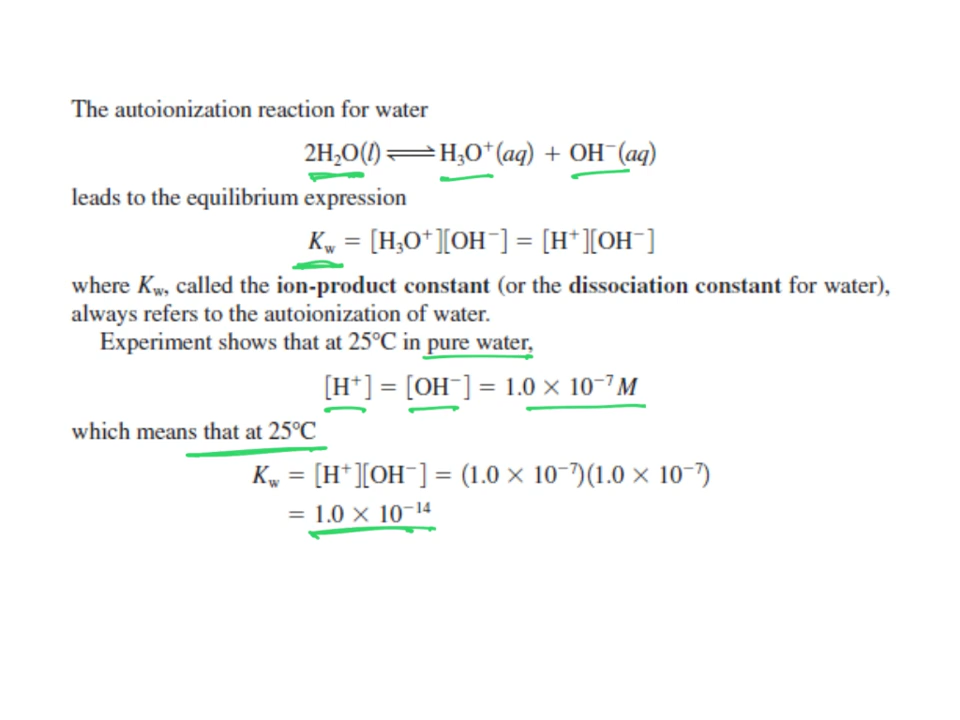 The autoionization reaction for water
2H₂O(l) ⇌ H₃O⁺(aq) + OH⁻(aq)
leads to the equilibrium expression
K_w = [H₃O⁺][OH⁻] = [H⁺][OH⁻]
where K_w, called the ion-product constant (or the dissociation constant for water),
always refers to the autoionization of water.
Experiment shows that at 25°C in pure water,
[H⁺] = [OH⁻] = 1.0 × 10⁻⁷ M
which means that at 25°C
K_w = [H⁺][OH⁻] = (1.0 × 10⁻⁷)(1.0 × 10⁻⁷)
= 1.0 × 10⁻¹⁴